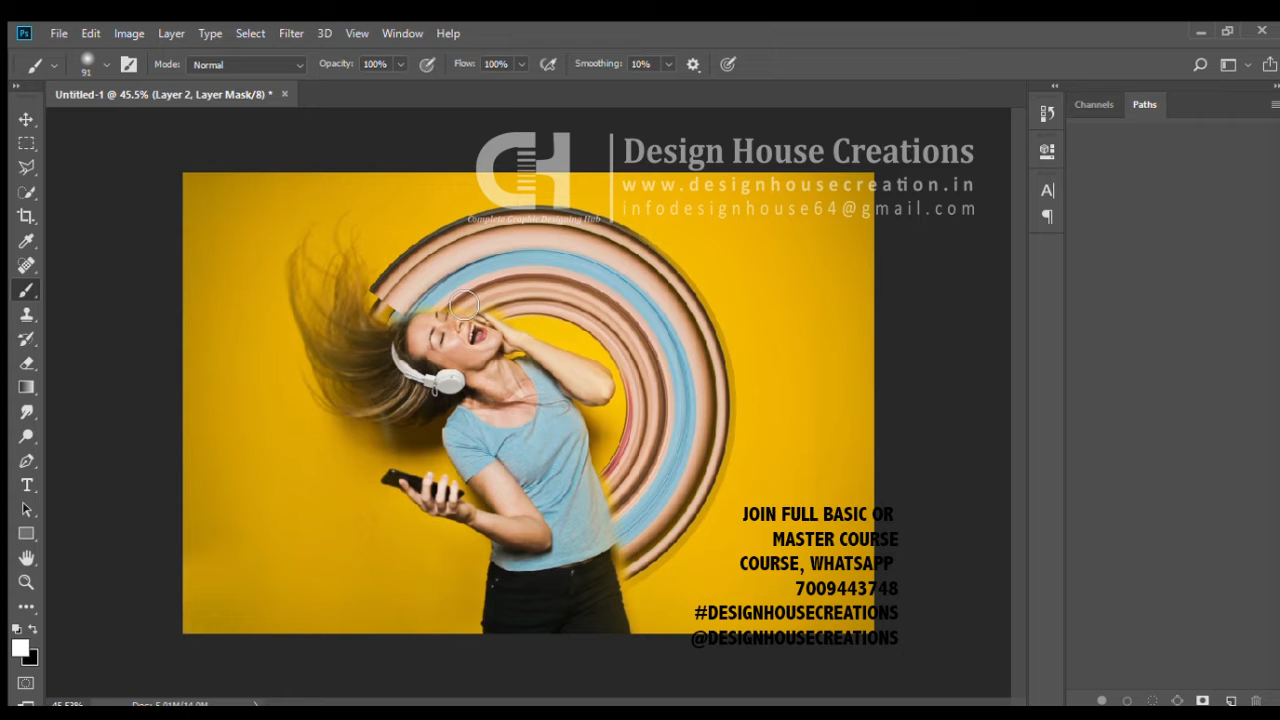 Ps File Edit Image Layer Type Select Filter 3D View Window Help
91 Mode: Normal Opacity: 100% Flow: 100% Smoothing: 10%
Untitled-1 @ 45.5% (Layer 2, Layer Mask/8) * ×
Channels Paths
Design House Creations
www.designhousecreation.in
infodesignhouse64@gmail.com
Complete Graphic Designing Hub
JOIN FULL BASIC OR
MASTER COURSE
COURSE, WHATSAPP
7009443748
#DESIGNHOUSECREATIONS
@DESIGNHOUSECREATIONS